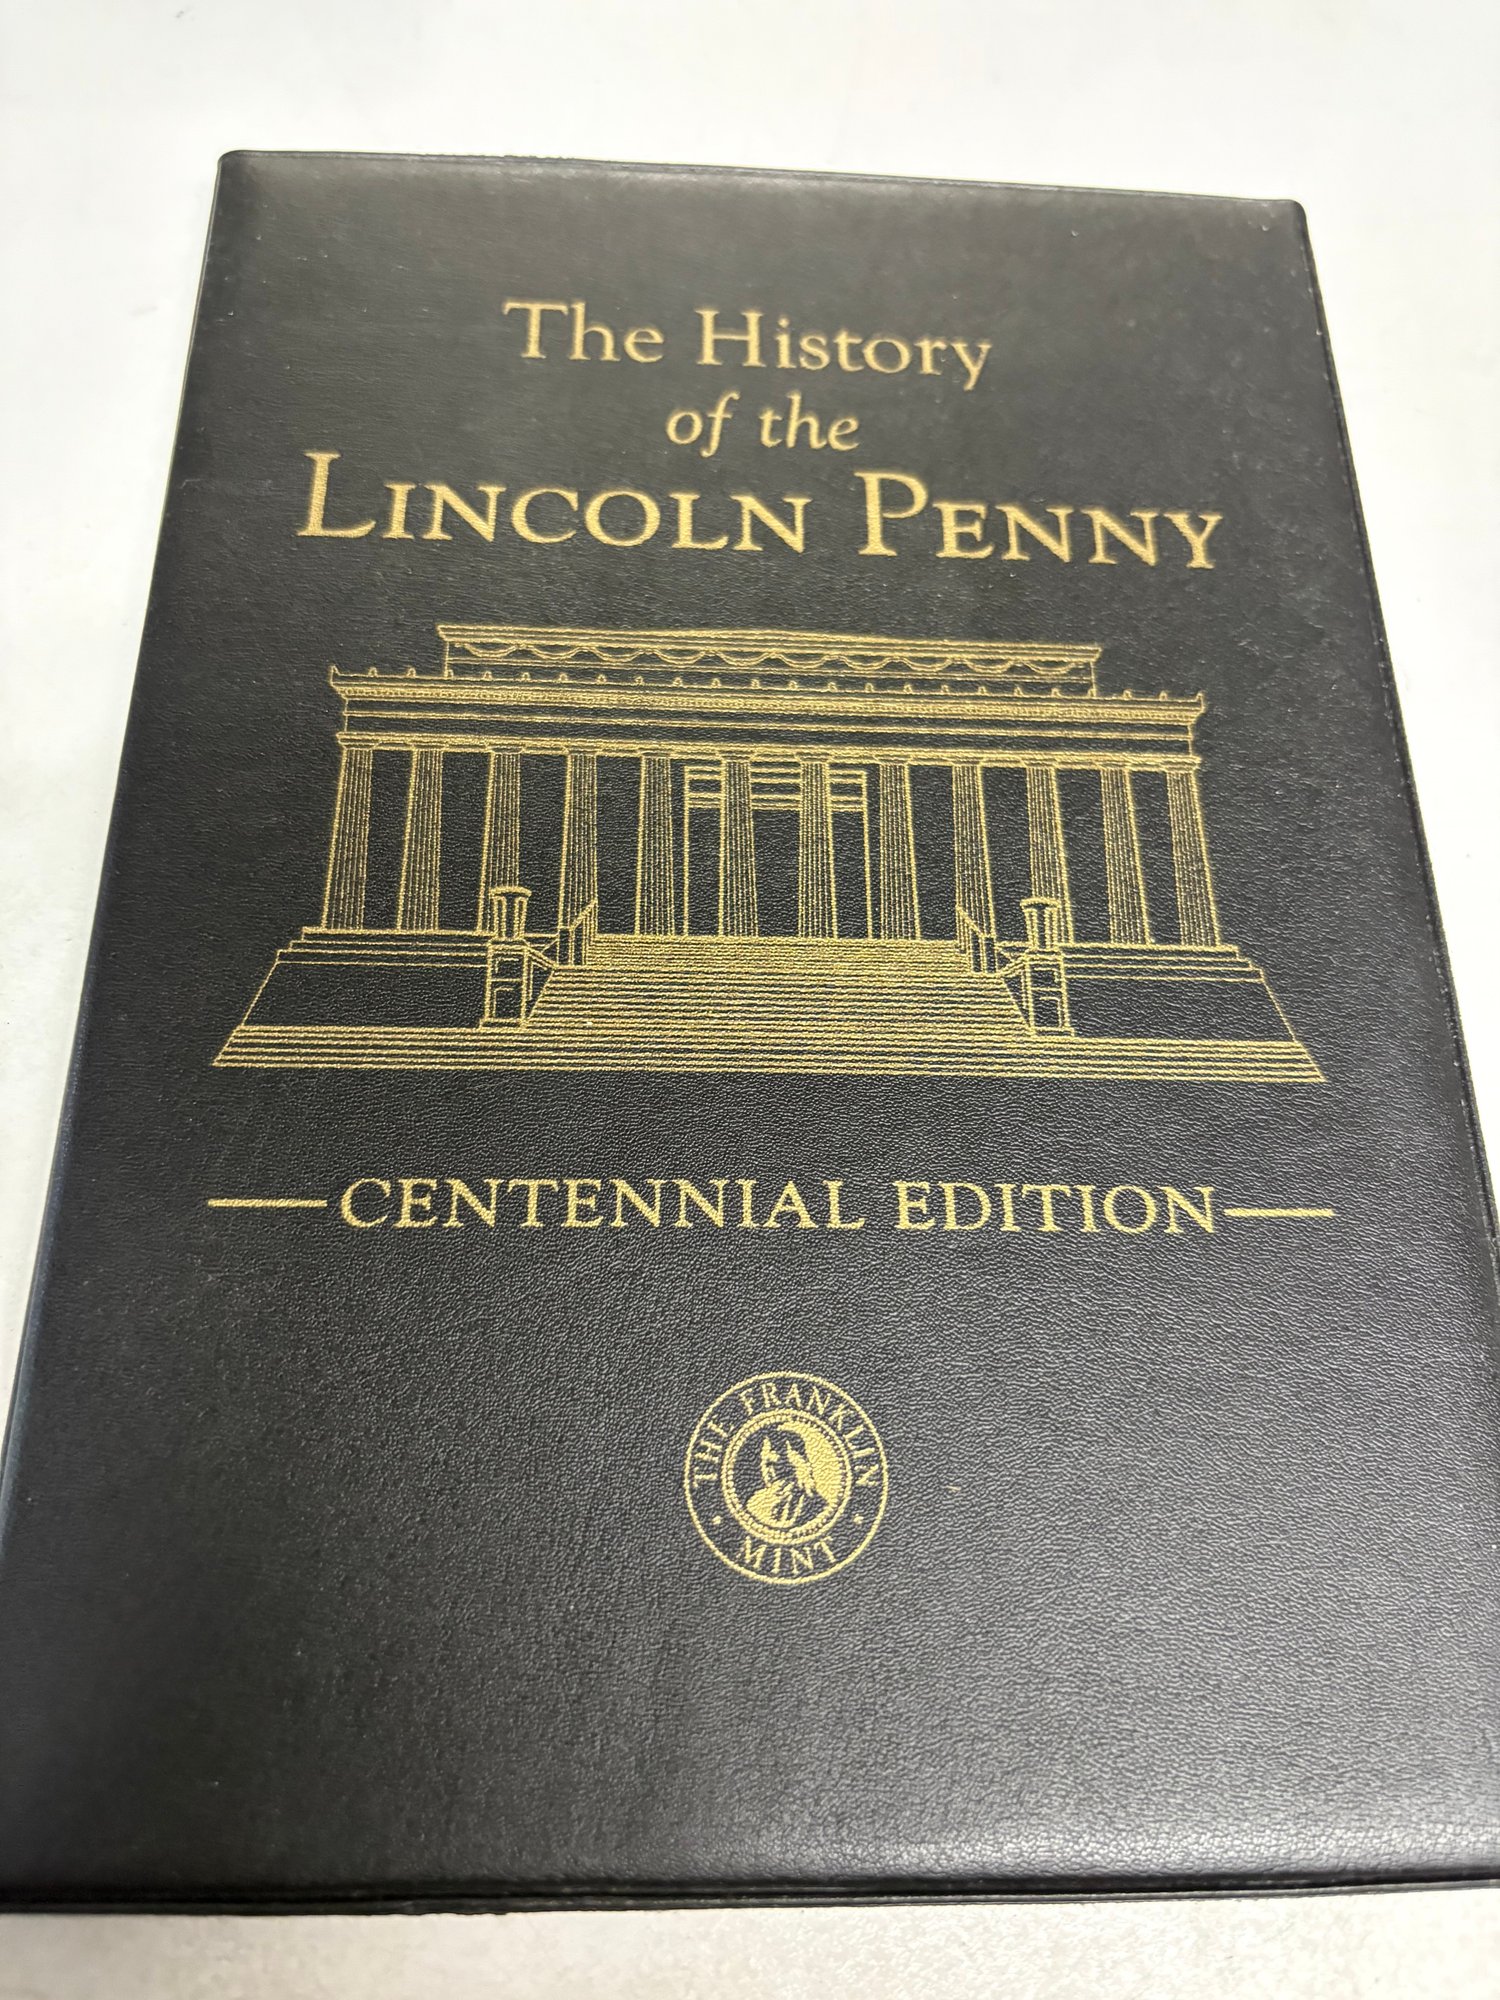 The History
of the
LINCOLN PENNY
CENTENNIAL EDITION
THE FRANKLIN
MINT